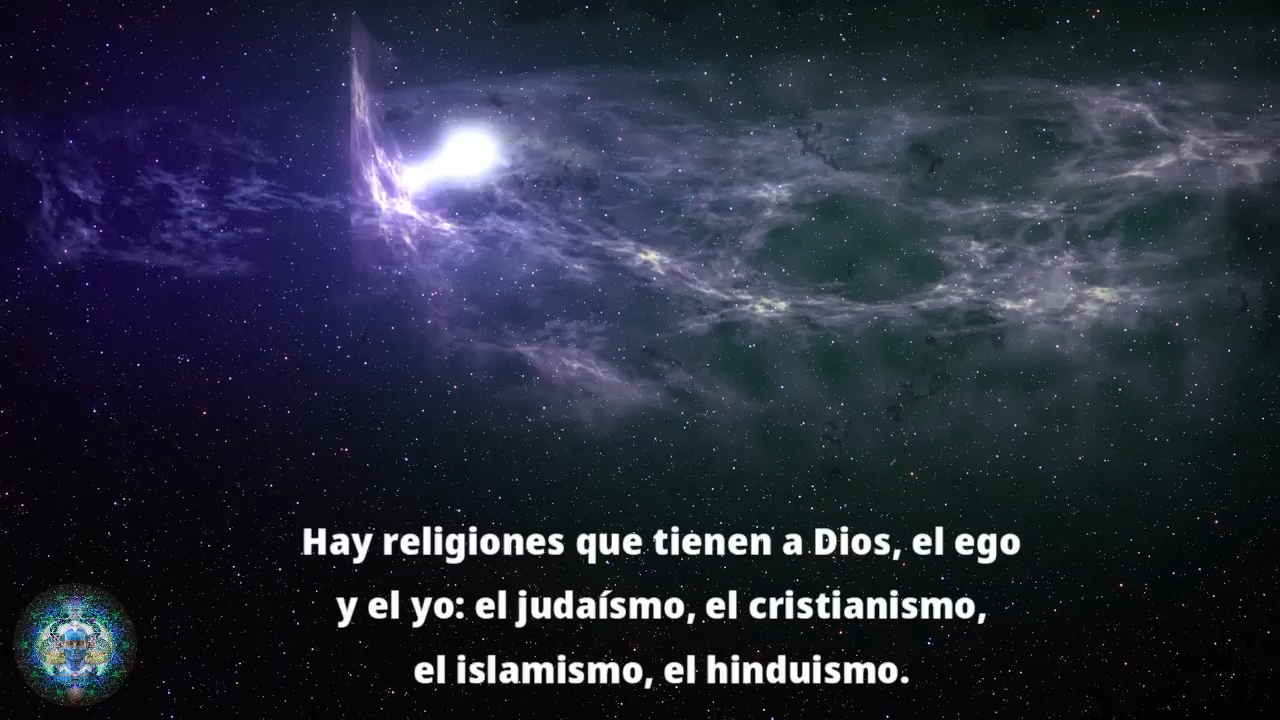 Hay religiones que tienen a Dios, el ego
y el yo: el judaísmo, el cristianismo,
el islamismo, el hinduismo.